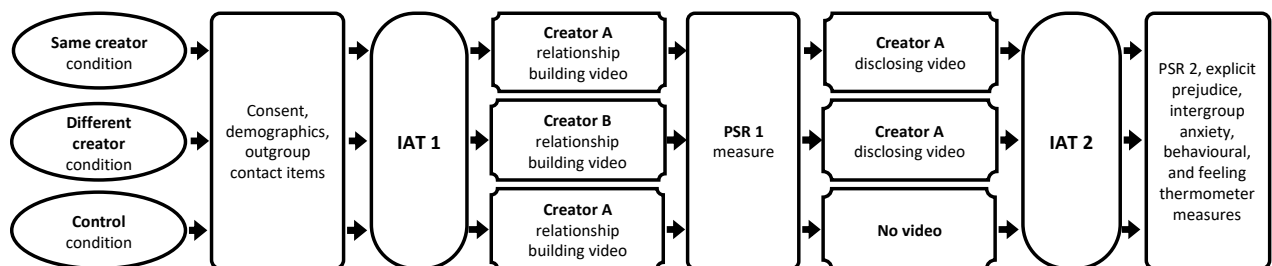 Same creator
condition
Different
creator
condition
Control
condition
Consent,
demographics,
outgroup
contact items
IAT 1
Creator A
relationship
building video
Creator B
relationship
building video
Creator A
relationship
building video
PSR 1
measure
Creator A
disclosing video
Creator A
disclosing video
No video
IAT 2
PSR 2, explicit
prejudice,
intergroup
anxiety,
behavioural,
and feeling
thermometer
measures